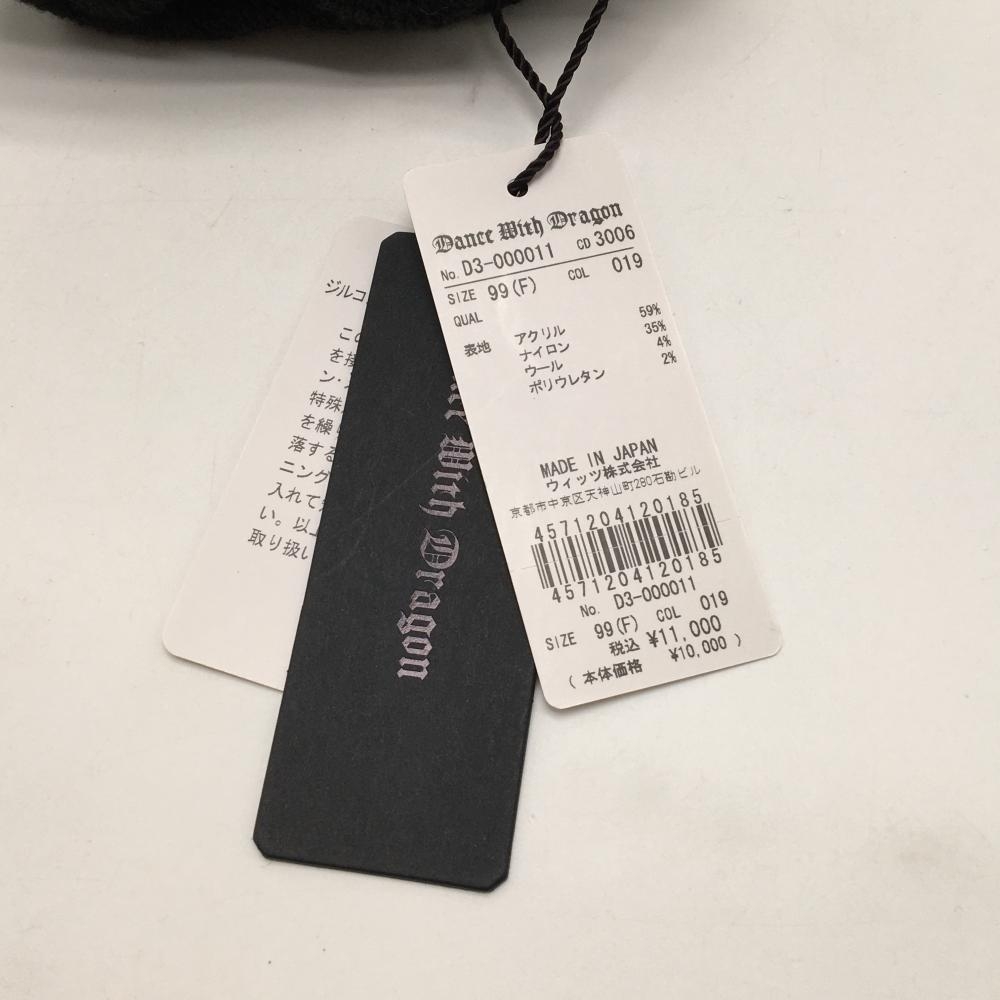 Dance With Dragon
No. D3-000011 CD 3006
SIZE 99(F) COL 019
QUAL
表地 アクリル 59%
ナイロン 35%
ウール 4%
ポリウレタン 2%
MADE IN JAPAN
ウィッツ株式会社
京都市中京区天神山町280石勘ビル
4571204120185
4571204120185
No. D3-000011
SIZE 99(F) COL 019
税込 ¥11,000
(本体価格 ¥10,000 )
With Dragon
ジルコ
この
を
ン・
特殊
を繰り
落する
ニング
入れて
い。以上
取り扱い